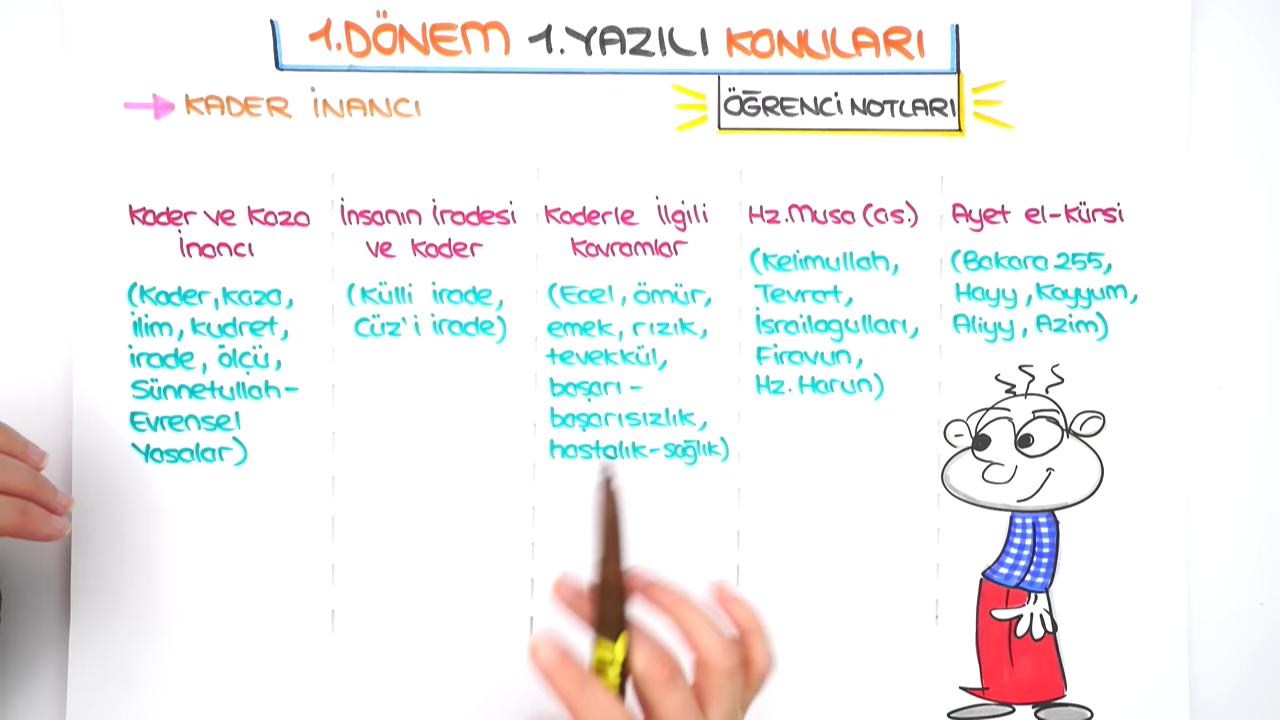 1.DÖNEM 1.YAZILI KONULARI
→ KADER İNANCI
ÖĞRENCİ NOTLARI
Kader ve Kaza
İnancı
(Kader, kaza,
ilim, kudret,
irade, ölçü,
Sünnetullah-
Evrensel
Yasalar)
İnsanın İradesi
ve Kader
(Külli irade,
Cüz'i irade)
Kaderle İlgili
Kavramlar
(Ecel, ömür,
emek, rızık,
tevekkül,
başarı-
başarısızlık,
hastalık-sağlık)
Hz.Musa (as.)
(Kelimullah,
Tevrat,
İsrailogulları,
Firavun,
Hz.Harun)
Ayet el-kürsi
(Bakara 255,
Hayy, Kayyum,
Aliyy, Azim)